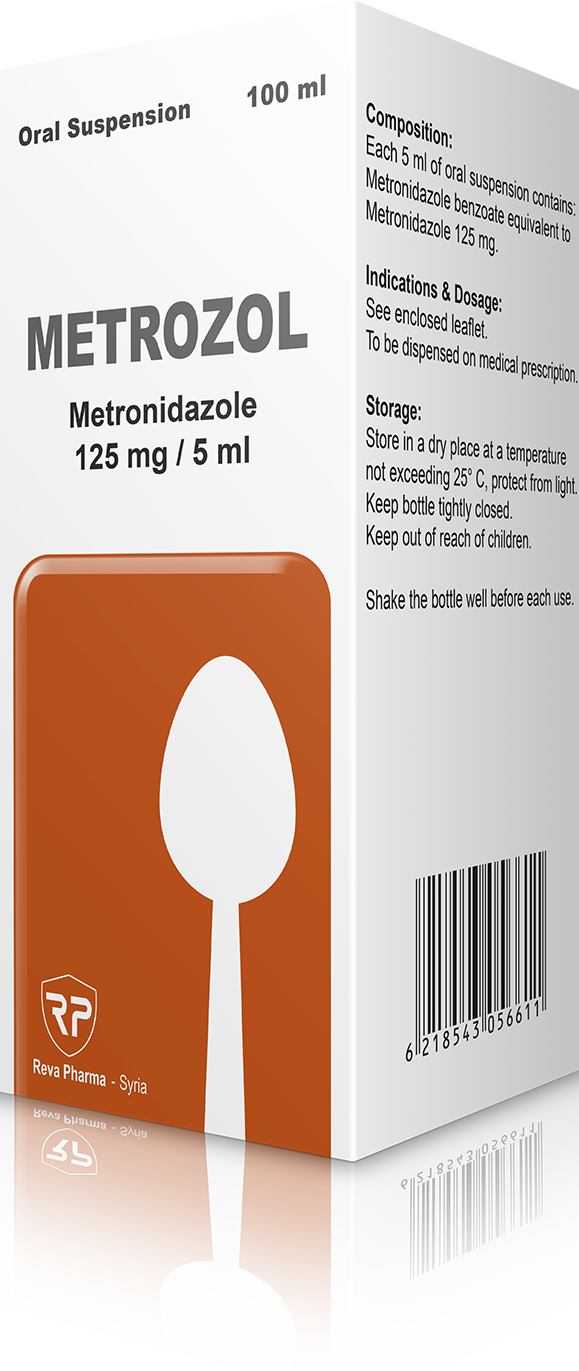 Oral Suspension 100 ml
METROZOL
Metronidazole
125 mg / 5 ml
RP
Reva Pharma - Syria
Composition:
Each 5 ml of oral suspension contains:
Metronidazole benzoate equivalent to
Metronidazole 125 mg.
Indications & Dosage:
See enclosed leaflet.
To be dispensed on medical prescription.
Storage:
Store in a dry place at a temperature
not exceeding 25° C, protect from light.
Keep bottle tightly closed.
Keep out of reach of children.
Shake the bottle well before each use.
6 218543 056611